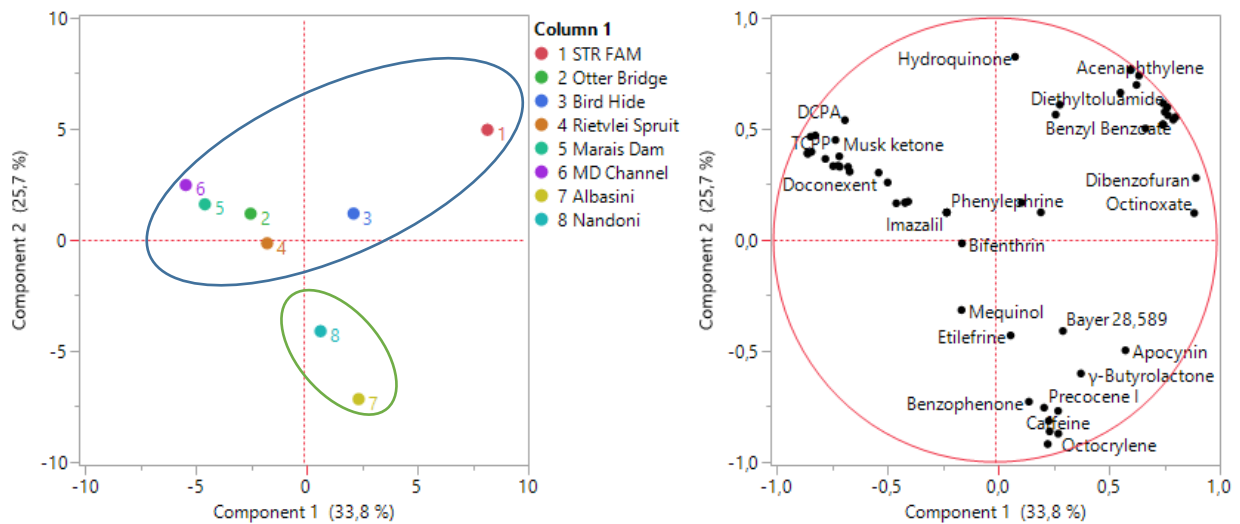 10
5
0
-5
-10
-10
-5
0
5
10
Component 2 (25,7 %)
Component 1 (33,8 %)
1
2
3
4
5
6
7
8
Column 1
1 STR FAM
2 Otter Bridge
3 Bird Hide
4 Rietvlei Spruit
5 Marais Dam
6 MD Channel
7 Albasini
8 Nandoni
1,0
0,5
0,0
-0,5
-1,0
-1,0
-0,5
0,0
0,5
1,0
Component 2 (25,7 %)
Component 1 (33,8 %)
Hydroquinone
Acenaphthylene
Diethyltoluamide
DCPA
Benzyl Benzoate
TCPP
Musk ketone
Doconexent
Dibenzofuran
Phenylephrine
Octinoxate
Imazalil
Bifenthrin
Mequinol
Bayer 28,589
Etilefrine
Apocynin
γ-Butyrolactone
Precocene I
Benzophenone
Caffeine
Octocrylene